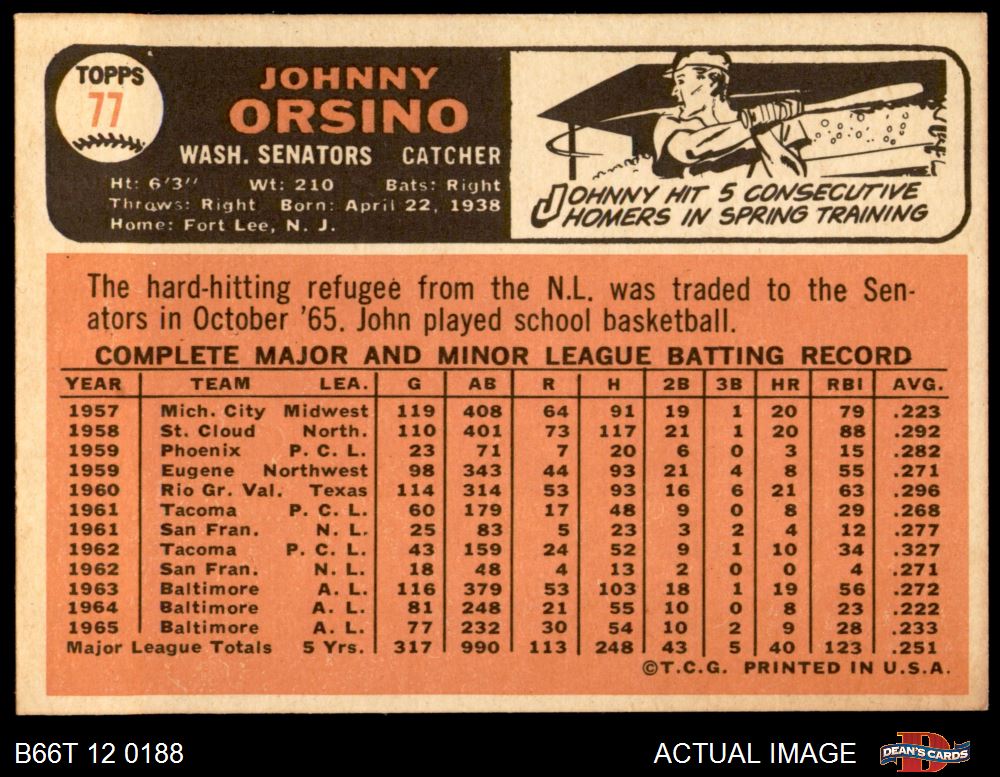 TOPPS
77
JOHNNY
ORSINO
WASH. SENATORS CATCHER
Ht: 6'3" Wt: 210 Bats: Right
Throws: Right Born: April 22, 1938
Home: Fort Lee, N. J.
JOHNNY HIT 5 CONSECUTIVE
HOMERS IN SPRING TRAINING
The hard-hitting refugee from the N.L. was traded to the Sen-
ators in October '65. John played school basketball.
COMPLETE MAJOR AND MINOR LEAGUE BATTING RECORD
YEAR TEAM LEA. G AB R H 2B 3B HR RBI AVG.
1957 Mich. City Midwest 119 408 64 91 19 1 20 79 .223
1958 St. Cloud North. 110 401 73 117 21 1 20 88 .292
1959 Phoenix P. C. L. 23 71 7 20 6 0 3 15 .282
1959 Eugene Northwest 98 343 44 93 21 4 8 55 .271
1960 Rio Gr. Val. Texas 114 314 53 93 16 6 21 63 .296
1961 Tacoma P. C. L. 60 179 17 48 9 0 8 29 .268
1961 San Fran. N. L. 25 83 5 23 3 2 4 12 .277
1962 Tacoma P. C. L. 43 159 24 52 9 1 10 34 .327
1962 San Fran. N. L. 18 48 4 13 2 0 0 4 .271
1963 Baltimore A. L. 116 379 53 103 18 1 19 56 .272
1964 Baltimore A. L. 81 248 21 55 10 0 8 23 .222
1965 Baltimore A. L. 77 232 30 54 10 2 9 28 .233
Major League Totals 5 Yrs. 317 990 113 248 43 5 40 123 .251
©T.C.G. PRINTED IN U.S.A.
B66T 12 0188
ACTUAL IMAGE
DEAN'S CARDS